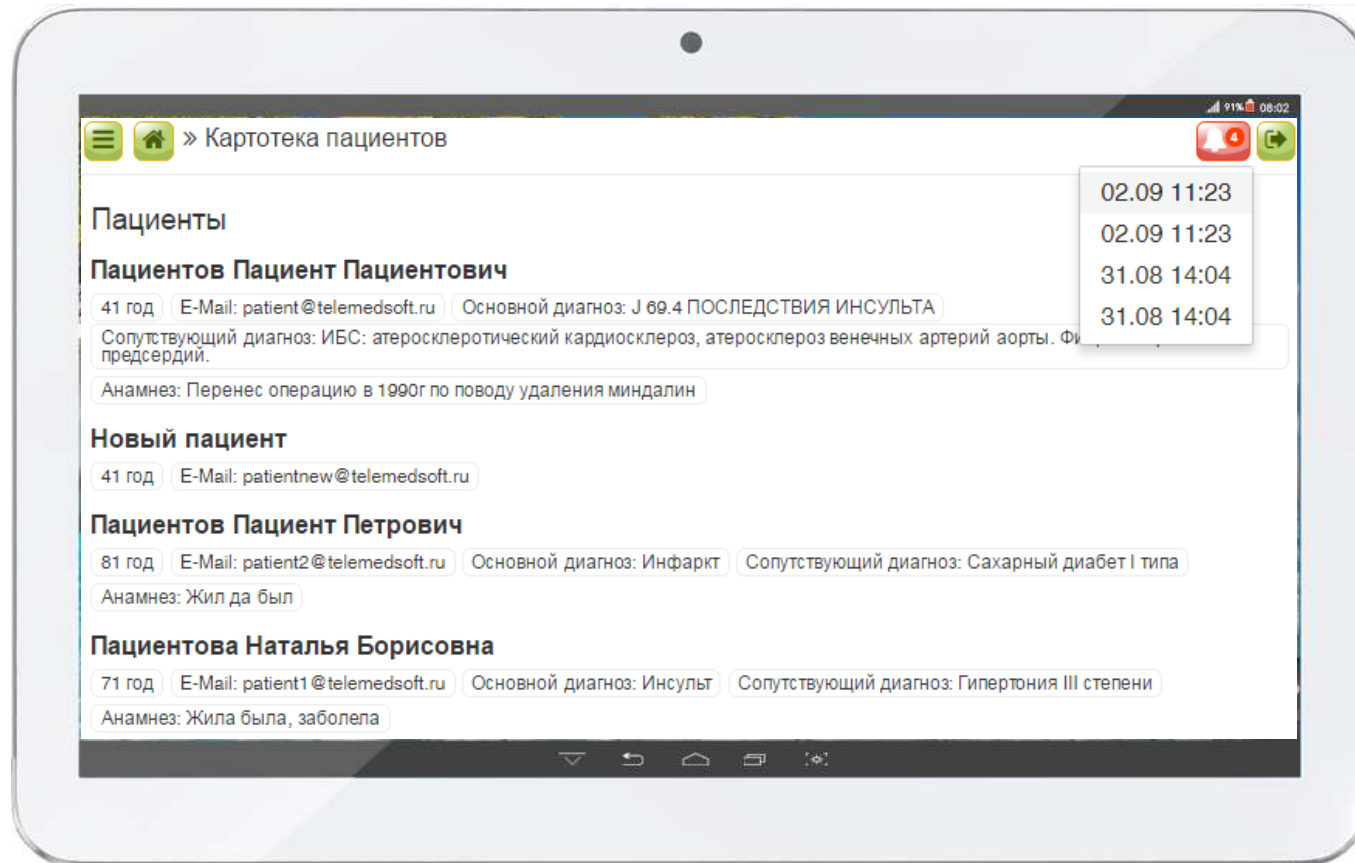 91% 08:02
» Картотека пациентов
4
02.09 11:23
02.09 11:23
31.08 14:04
31.08 14:04
Пациенты
Пациентов Пациент Пациентович
41 год E-Mail: patient@telemedsoft.ru Основной диагноз: J 69.4 ПОСЛЕДСТВИЯ ИНСУЛЬТА
Сопутствующий диагноз: ИБС: атеросклеротический кардиосклероз, атеросклероз венечных артерий аорты.
предсердий.
Анамнез: Перенес операцию в 1990г по поводу удаления миндалин
Новый пациент
41 год E-Mail: patientnew@telemedsoft.ru
Пациентов Пациент Петрович
81 год E-Mail: patient2@telemedsoft.ru Основной диагноз: Инфаркт Сопутствующий диагноз: Сахарный диабет I типа
Анамнез: Жил да был
Пациентова Наталья Борисовна
71 год E-Mail: patient1@telemedsoft.ru Основной диагноз: Инсульт Сопутствующий диагноз: Гипертония III степени
Анамнез: Жила была, заболела